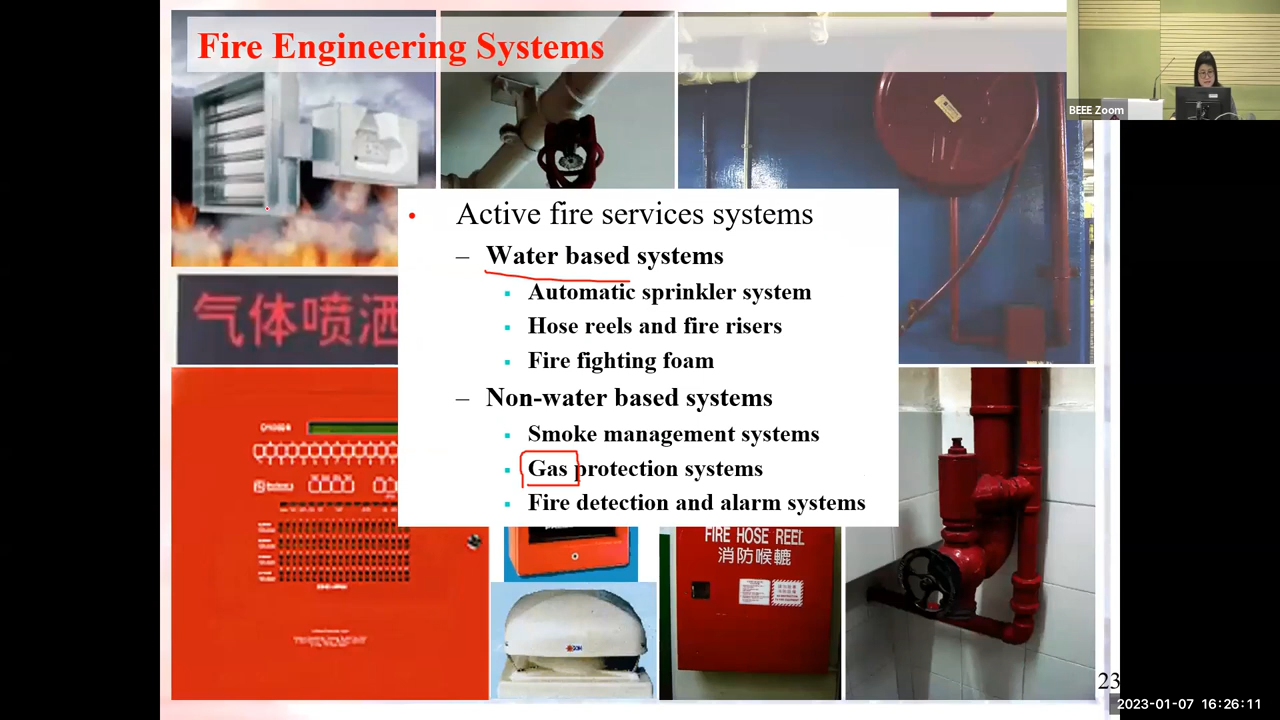 Fire Engineering Systems
BEEE Zoom
• Active fire services systems
– Water based systems
▪ Automatic sprinkler system
▪ Hose reels and fire risers
▪ Fire fighting foam
– Non-water based systems
▪ Smoke management systems
▪ Gas protection systems
▪ Fire detection and alarm systems
气体喷洒
FIRE HOSE REEL
消防喉轆
23
2023-01-07 16:26:11